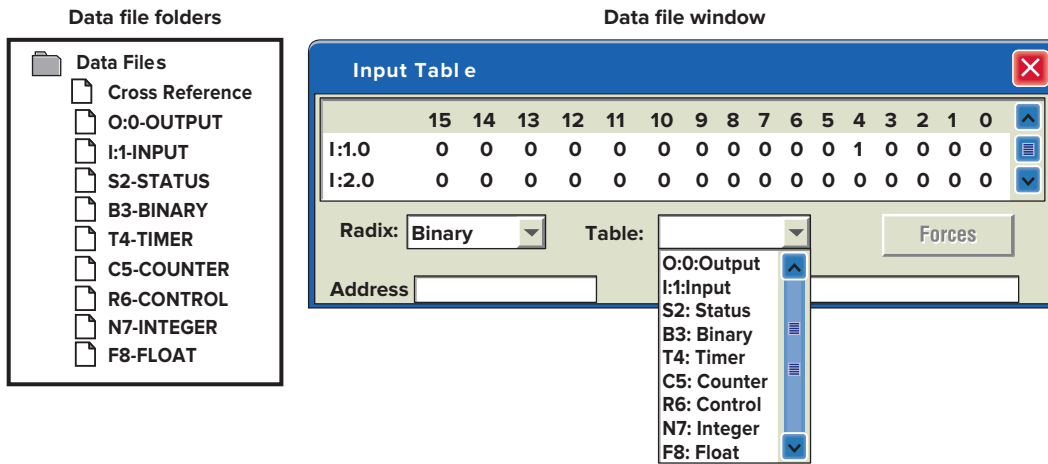 Data file folders
Data Files
Cross Reference
O:0-OUTPUT
I:1-INPUT
S2-STATUS
B3-BINARY
T4-TIMER
C5-COUNTER
R6-CONTROL
N7-INTEGER
F8-FLOAT
Data file window
Input Table
15 14 13 12 11 10 9 8 7 6 5 4 3 2 1 0
I:1.0 0 0 0 0 0 0 0 0 0 0 0 1 0 0 0 0
I:2.0 0 0 0 0 0 0 0 0 0 0 0 0 0 0 0 0
Radix: Binary Table: Forces
Address
O:0:Output
I:1:Input
S2: Status
B3: Binary
T4: Timer
C5: Counter
R6: Control
N7: Integer
F8: Float